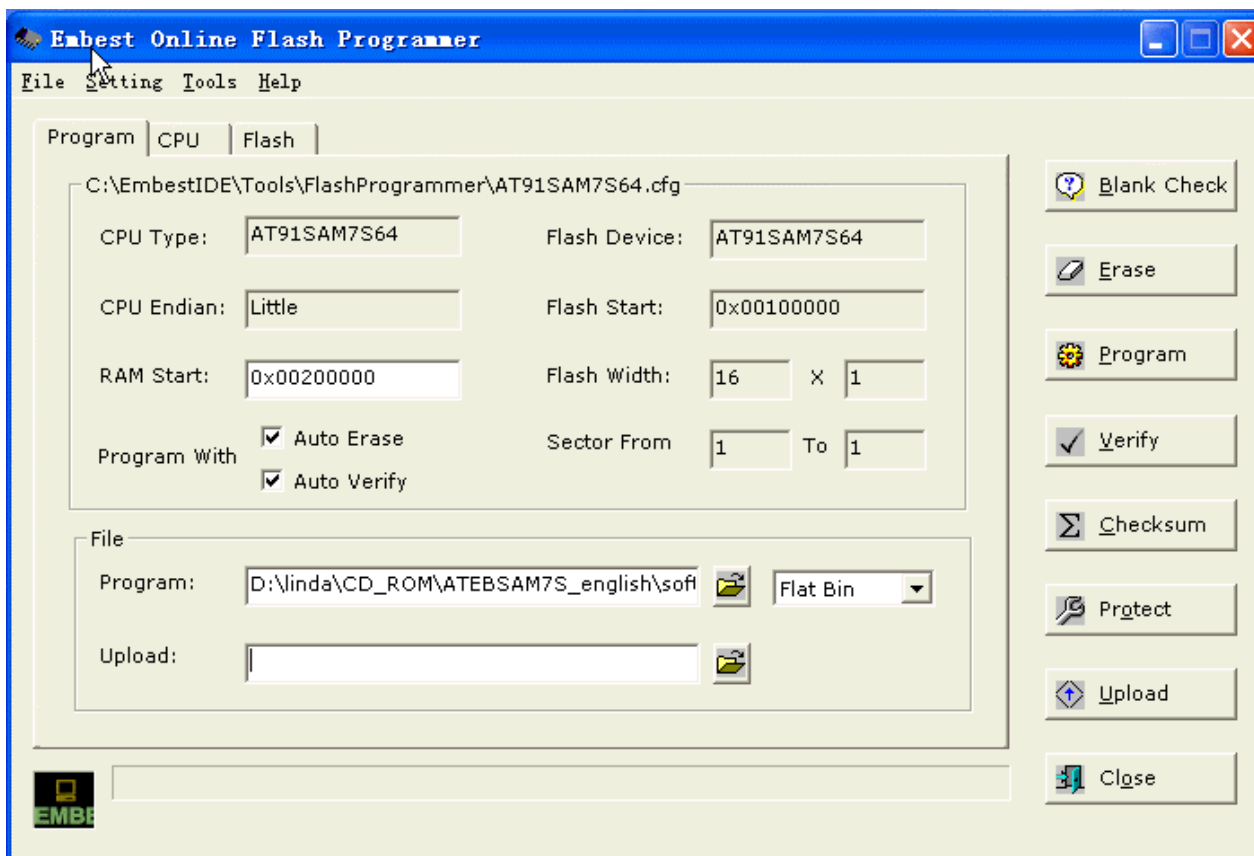 Embest Online Flash Programmer
File Setting Tools Help
Program CPU Flash
C:\EmbestIDE\Tools\FlashProgrammer\AT91SAM7S64.cfg
CPU Type: AT91SAM7S64 Flash Device: AT91SAM7S64
CPU Endian: Little Flash Start: 0x00100000
RAM Start: 0x00200000 Flash Width: 16 X 1
Program With Auto Erase Sector From 1 To 1
Auto Verify
File
Program: D:\linda\CD_ROM\ATEBSAM7S_english\soft Flat Bin
Upload:
Blank Check
Erase
Program
Verify
Checksum
Protect
Upload
Close
EMBE